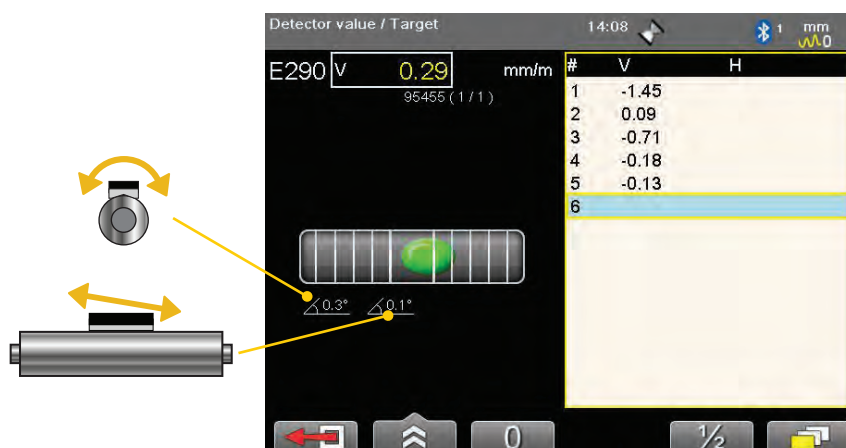 Detector value / Target 14:08 1 mm
0
E290 V 0.29 mm/m
95455 ( 1 / 1 )
# V H
1 -1.45
2 0.09
3 -0.71
4 -0.18
5 -0.13
6
0.3° 0.1°
0 ½